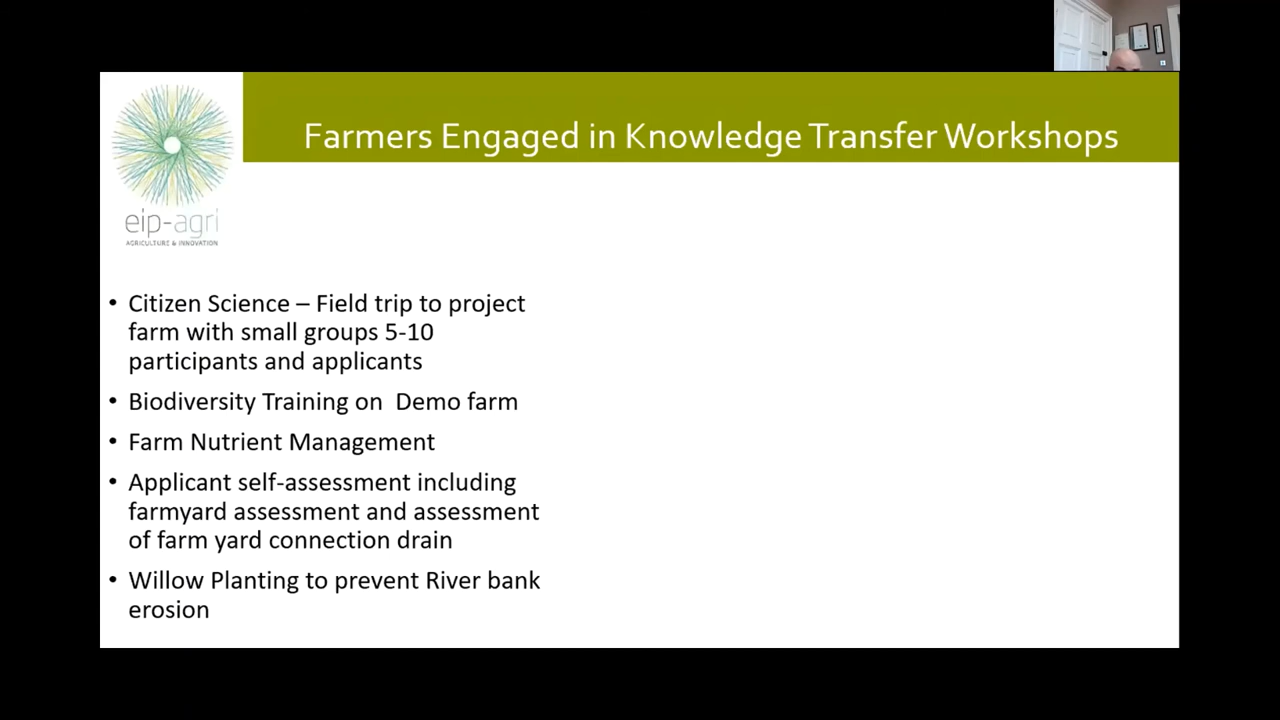 Farmers Engaged in Knowledge Transfer Workshops
eip-agri
AGRICULTURE & INNOVATION
• Citizen Science – Field trip to project
farm with small groups 5-10
participants and applicants
• Biodiversity Training on  Demo farm
• Farm Nutrient Management
• Applicant self-assessment including
farmyard assessment and assessment
of farm yard connection drain
• Willow Planting to prevent River bank
erosion